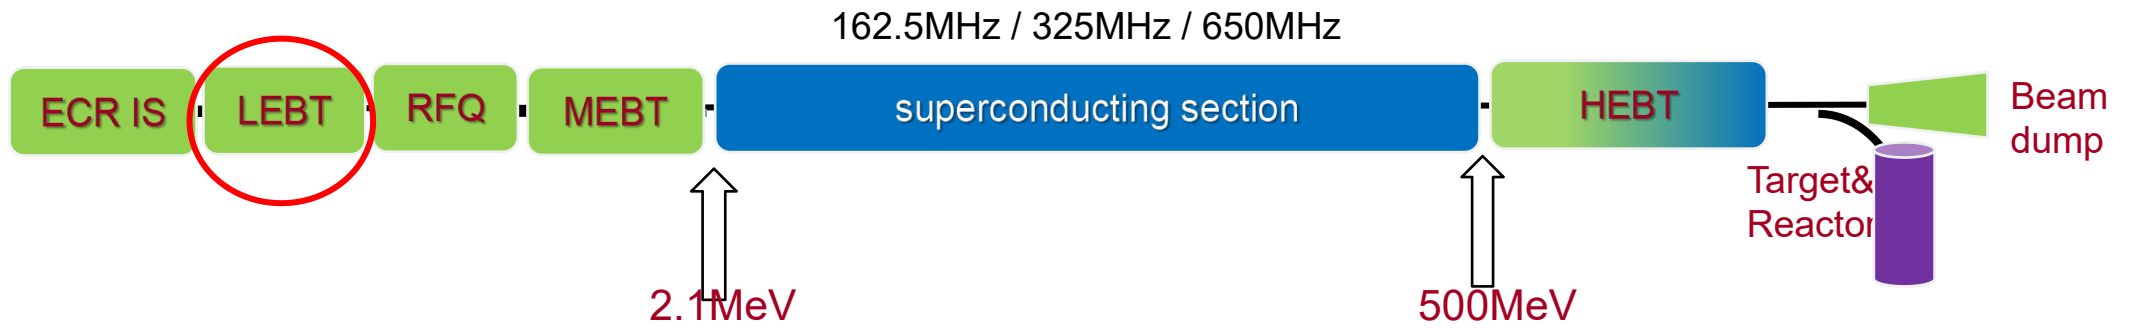 162.5MHz / 325MHz / 650MHz
ECR IS
LEBT
RFQ
MEBT
superconducting section
HEBT
Beam
dump
Target&
Reactor
2.1MeV
500MeV